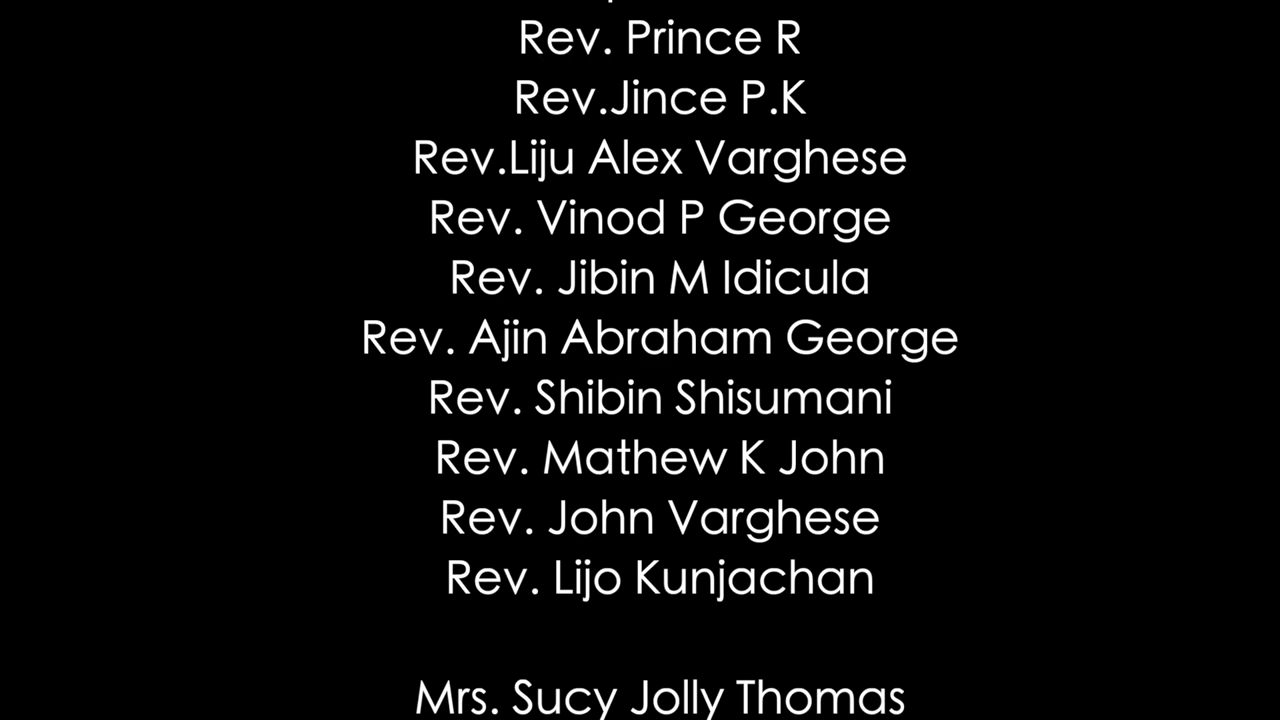 Rev. Prince R
Rev.Jince P.K
Rev.Liju Alex Varghese
Rev. Vinod P George
Rev. Jibin M Idicula
Rev. Ajin Abraham George
Rev. Shibin Shisumani
Rev. Mathew K John
Rev. John Varghese
Rev. Lijo Kunjachan
Mrs. Sucy Jolly Thomas